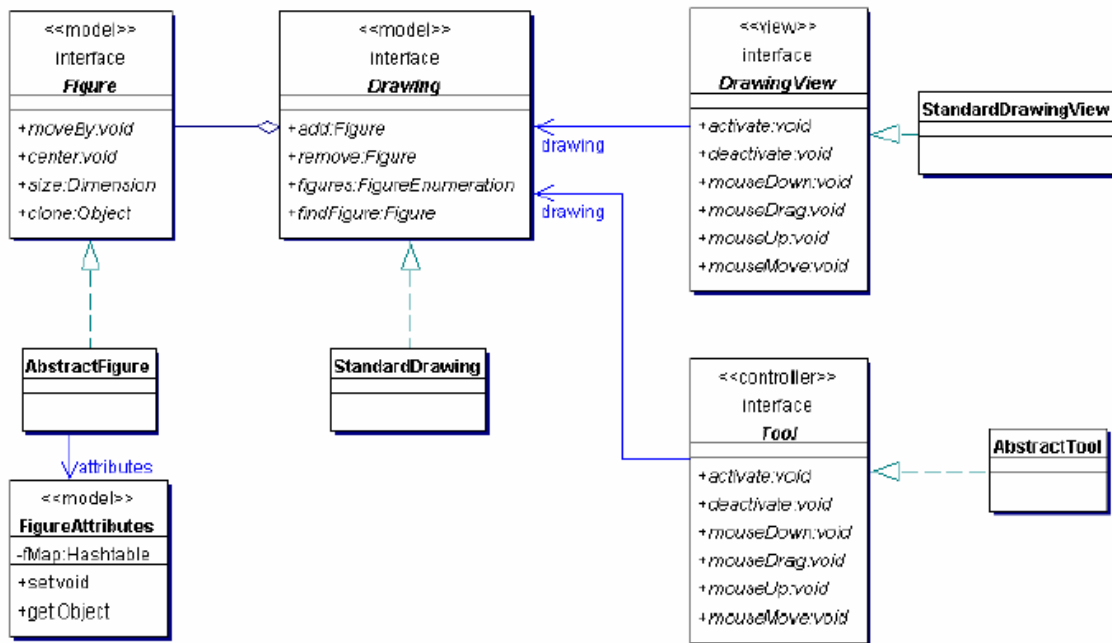 <<model>>
interface
Figure
+moveBy:void
+center:void
+size:Dimension
+clone:Object
<<model>>
interface
Drawing
+add:Figure
+remove:Figure
+figures:FigureEnumeration
+findFigure:Figure
<<view>>
interface
DrawingView
+activate:void
+deactivate:void
+mouseDown:void
+mouseDrag:void
+mouseUp:void
+mouseMove:void
StandardDrawingView
drawing
drawing
AbstractFigure
StandardDrawing
attributes
<<model>>
FigureAttributes
-fMap:Hashtable
+set:void
+get:Object
<<controller>>
interface
Tool
+activate:void
+deactivate:void
+mouseDown:void
+mouseDrag:void
+mouseUp:void
+mouseMove:void
AbstractTool